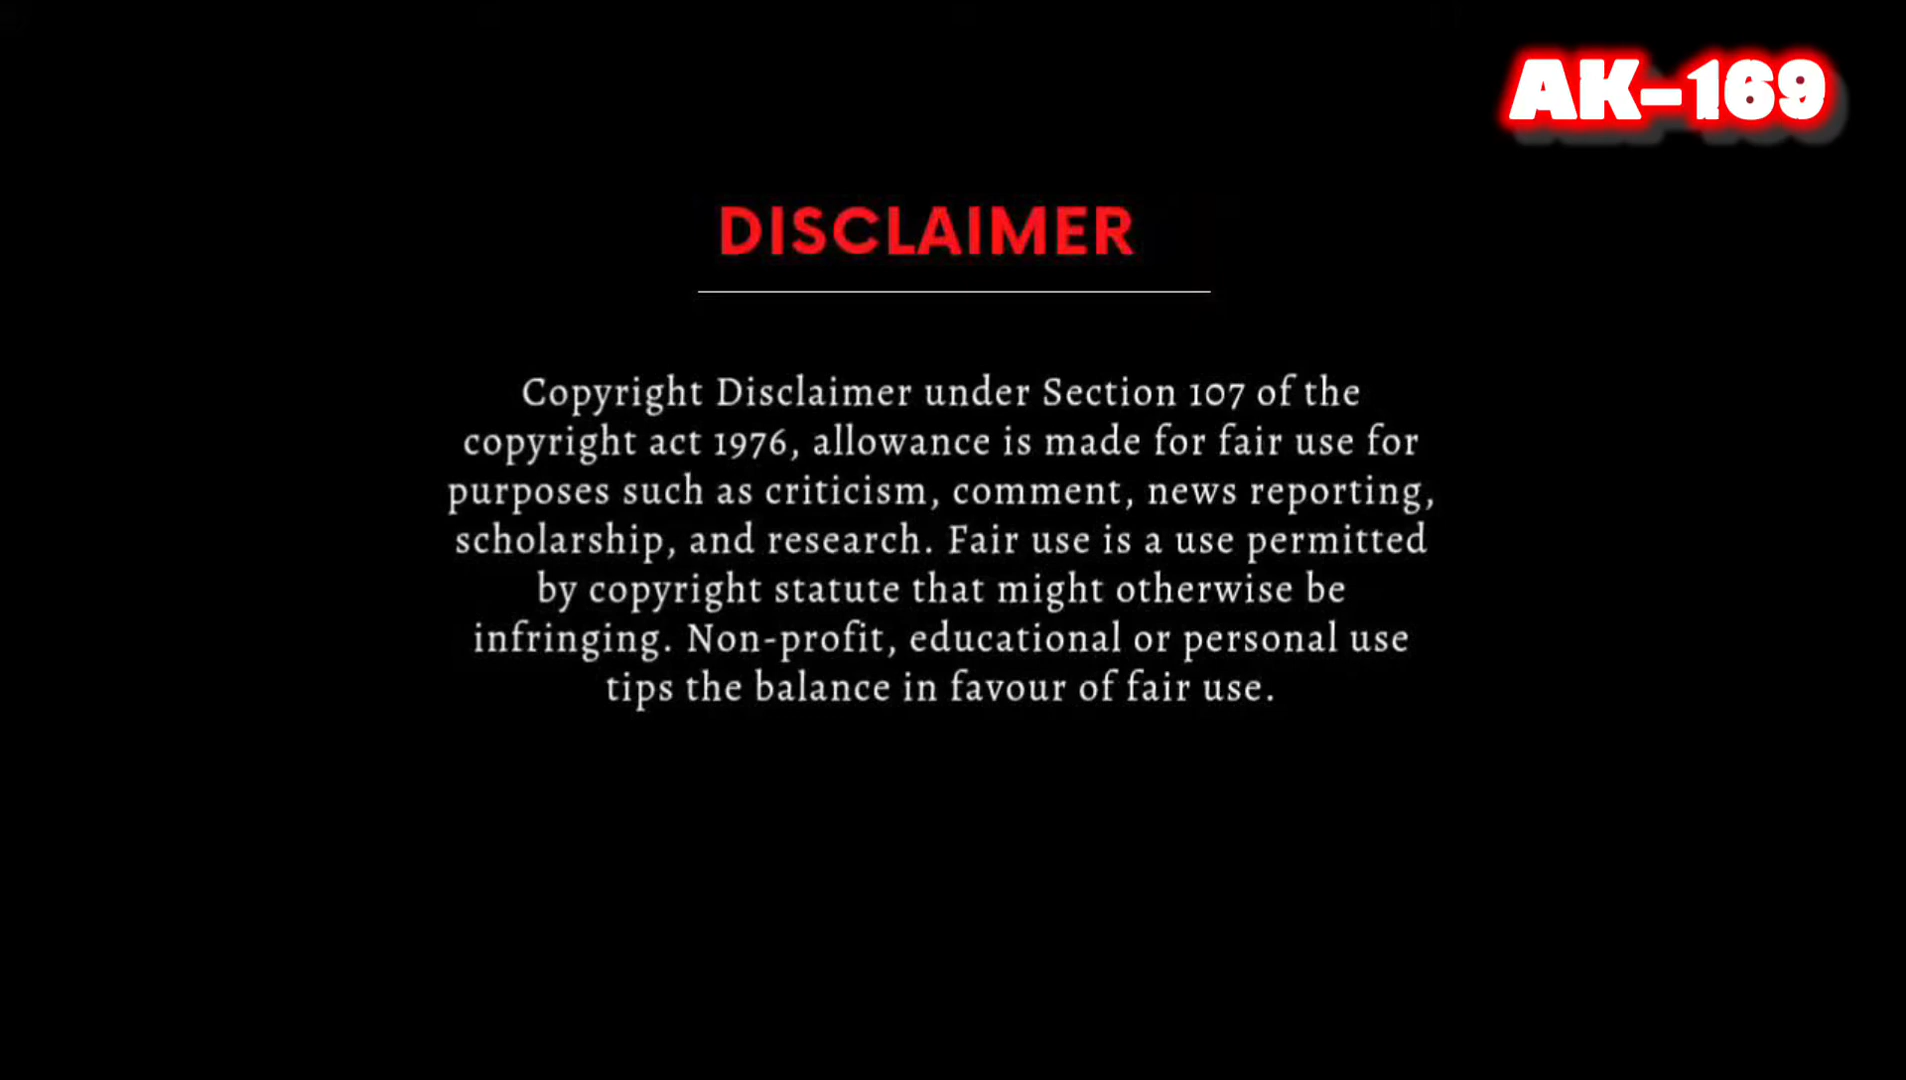 AK-169
DISCLAIMER
Copyright Disclaimer under Section 107 of the
copyright act 1976, allowance is made for fair use for
purposes such as criticism, comment, news reporting,
scholarship, and research. Fair use is a use permitted
by copyright statute that might otherwise be
infringing. Non-profit, educational or personal use
tips the balance in favour of fair use.